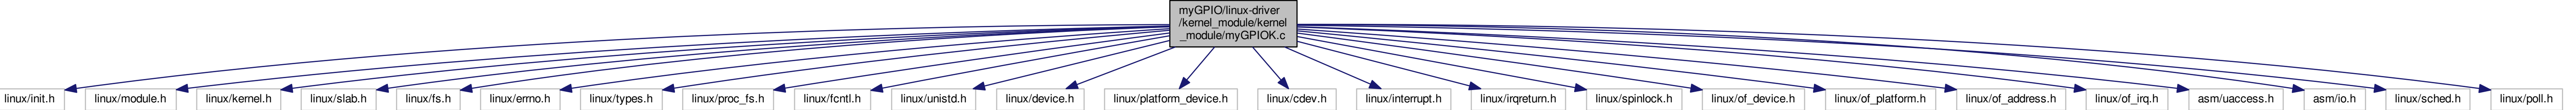 myGPIO/linux-driver
/kernel_module/kernel
_module/myGPIOK.c
linux/init.h
linux/module.h
linux/kernel.h
linux/slab.h
linux/fs.h
linux/errno.h
linux/types.h
linux/proc_fs.h
linux/fcntl.h
linux/unistd.h
linux/device.h
linux/platform_device.h
linux/cdev.h
linux/interrupt.h
linux/irqreturn.h
linux/spinlock.h
linux/of_device.h
linux/of_platform.h
linux/of_address.h
linux/of_irq.h
asm/uaccess.h
asm/io.h
linux/sched.h
linux/poll.h